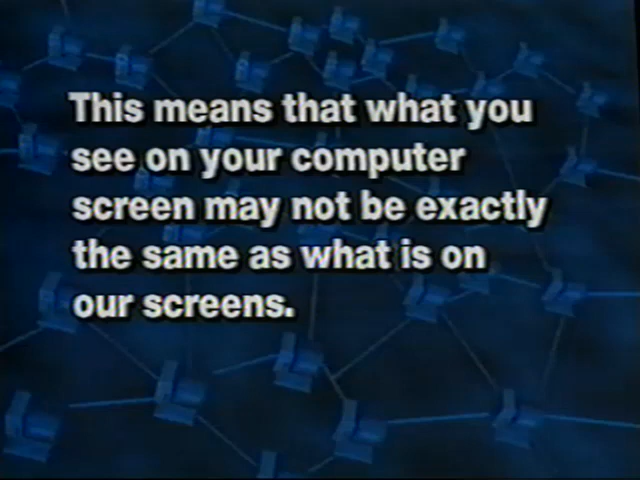 This means that what you
see on your computer
screen may not be exactly
the same as what is on
our screens.